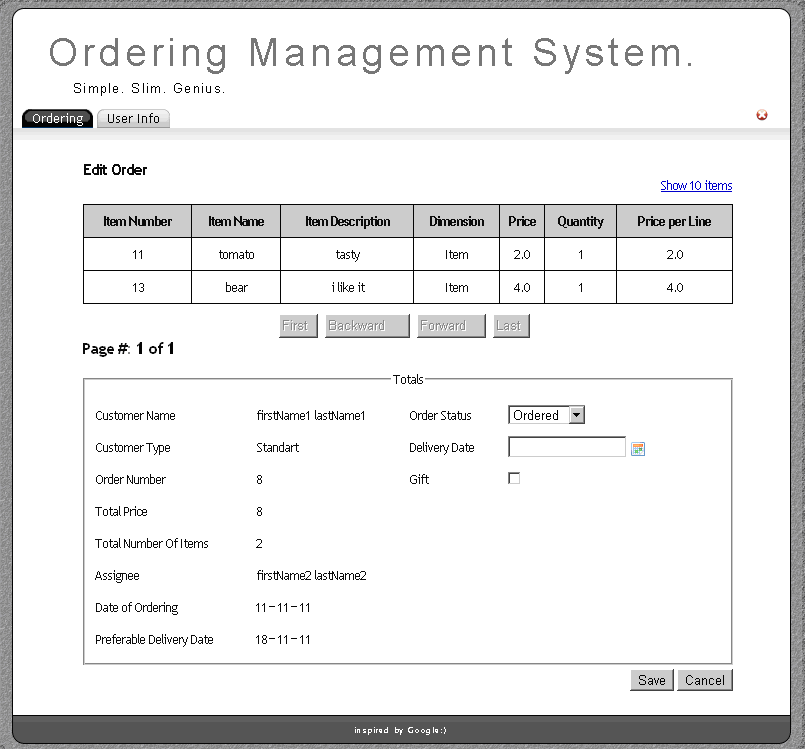 Ordering Management System.
Simple. Slim. Genius.
Ordering User Info
Edit Order
Show 10 items
Item Number Item Name Item Description Dimension Price Quantity Price per Line
11 tomato tasty Item 2.0 1 2.0
13 bear i like it Item 4.0 1 4.0
First Backward Forward Last
Page #: 1 of 1
Totals
Customer Name firstName1 lastName1 Order Status Ordered
Customer Type Standart Delivery Date
Order Number 8 Gift
Total Price 8
Total Number Of Items 2
Assignee firstName2 lastName2
Date of Ordering 11-11-11
Preferable Delivery Date 18-11-11
Save Cancel
inspired by Google:)